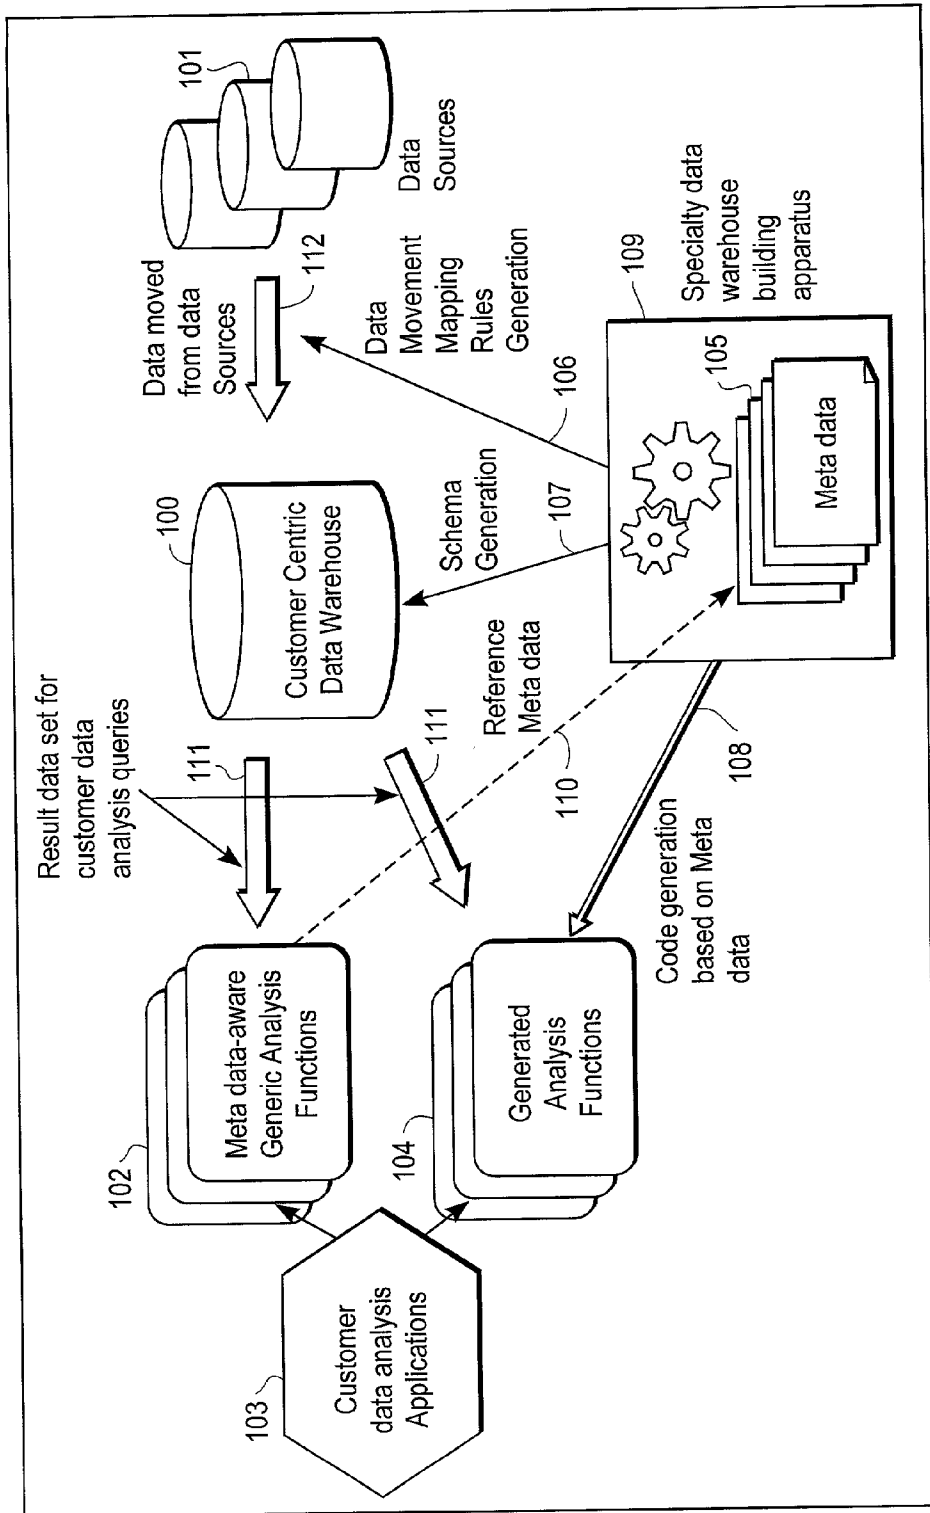 Result data set for
customer data
analysis queries
103
Customer
data analysis
Applications
102
Meta data-aware
Generic Analysis
Functions
104
Generated
Analysis
Functions
111
111
100
Customer Centric
Data Warehouse
Data moved
from data
Sources
112
101
Data
Sources
Reference
Meta data
110
Schema
Generation
107
Data
Movement
Mapping
Rules
Generation
106
Code generation
based on Meta
data
108
105
Meta data
109
Specialty data
warehouse
building
apparatus